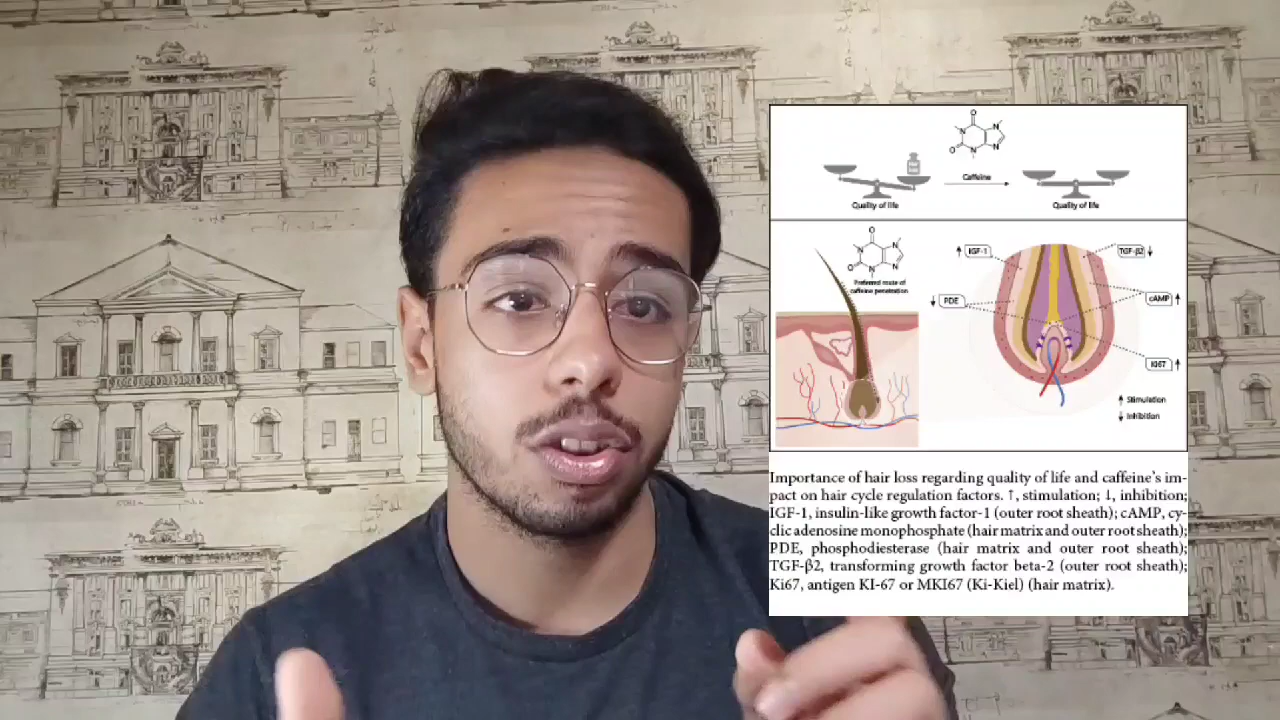 Caffeine
Quality of life
Quality of life
Preferred route of
caffeine penetration
IGF-1
TGF-β2
PDE
cAMP
Ki67
Stimulation
Inhibition
Importance of hair loss regarding quality of life and caffeine's im-
pact on hair cycle regulation factors. ↑, stimulation; ↓, inhibition;
IGF-1, insulin-like growth factor-1 (outer root sheath); cAMP, cy-
clic adenosine monophosphate (hair matrix and outer root sheath);
PDE, phosphodiesterase (hair matrix and outer root sheath);
TGF-β2, transforming growth factor beta-2 (outer root sheath);
Ki67, antigen KI-67 or MKI67 (Ki-Kiel) (hair matrix).